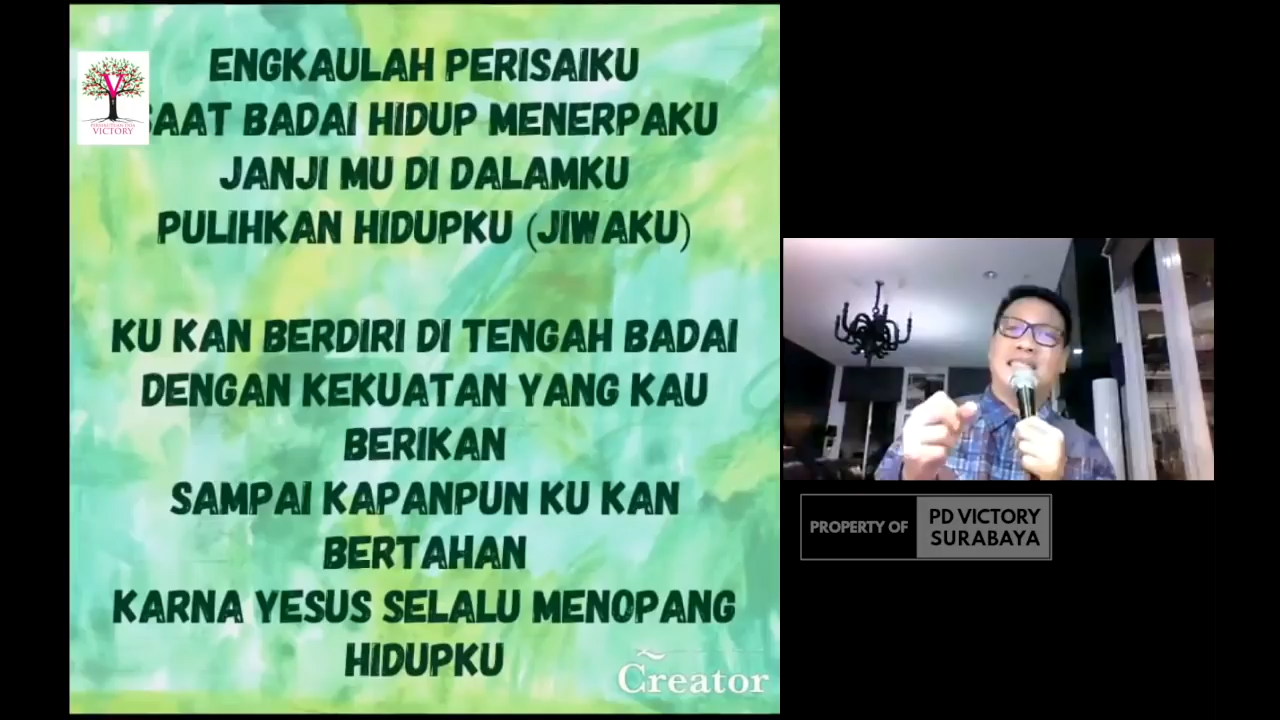 ENGKAULAH PERISAIKU
SAAT BADAI HIDUP MENERPAKU
JANJI MU DI DALAMKU
PULIHKAN HIDUPKU (JIWAKU)
KU KAN BERDIRI DI TENGAH BADAI
DENGAN KEKUATAN YANG KAU
BERIKAN
SAMPAI KAPANPUN KU KAN
BERTAHAN
KARNA YESUS SELALU MENOPANG
HIDUPKU
V
VICTORY
Creator
PROPERTY OF
PD VICTORY
SURABAYA